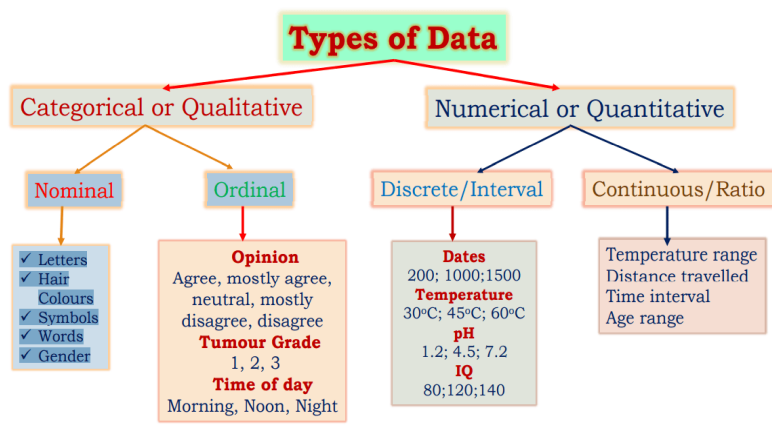 Types of Data
Categorical or Qualitative
Numerical or Quantitative
Nominal
Ordinal
Discrete/Interval
Continuous/Ratio
✓ Letters
✓ Hair
Colours
✓ Symbols
✓ Words
✓ Gender
Opinion
Agree, mostly agree,
neutral, mostly
disagree, disagree
Tumour Grade
1, 2, 3
Time of day
Morning, Noon, Night
Dates
200; 1000;1500
Temperature
30ºC; 45ºC; 60ºC
pH
1.2; 4.5; 7.2
IQ
80;120;140
Temperature range
Distance travelled
Time interval
Age range